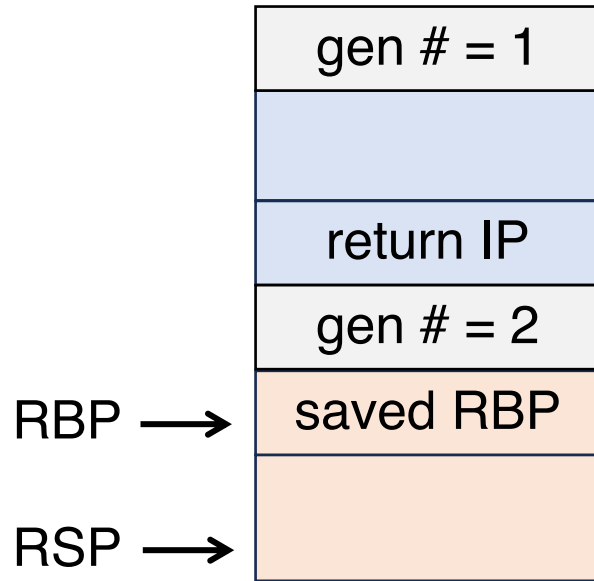 gen # = 1
return IP
gen # = 2
RBP
saved RBP
RSP